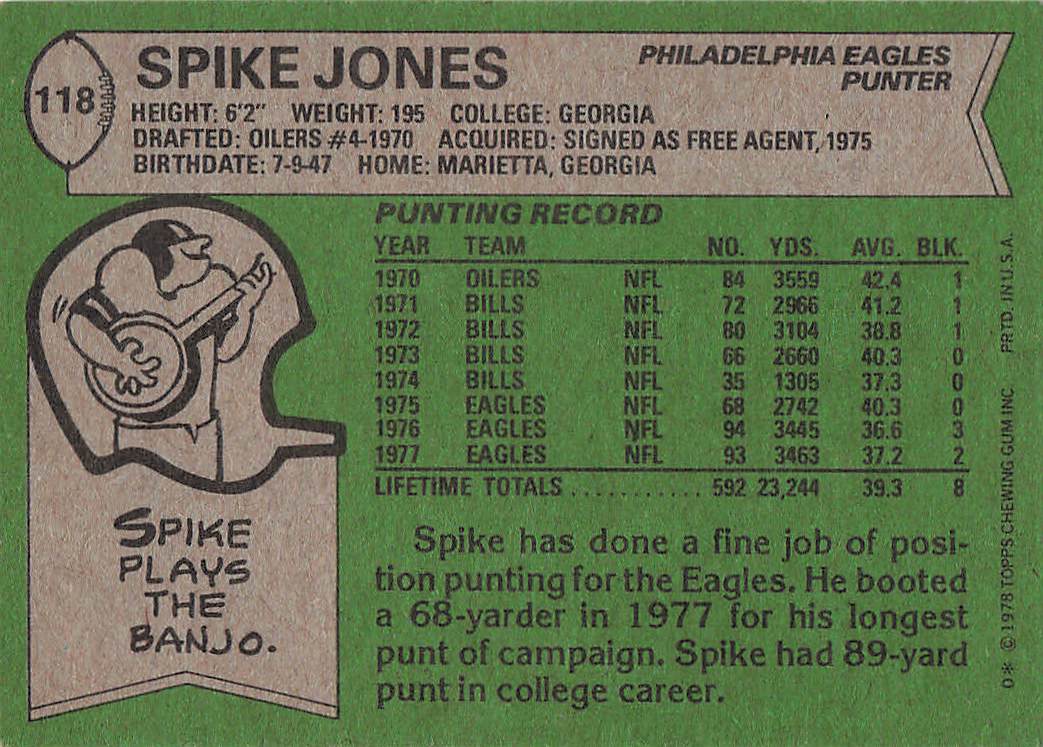 118
SPIKE JONES
PHILADELPHIA EAGLES
PUNTER
HEIGHT: 6'2" WEIGHT: 195 COLLEGE: GEORGIA
DRAFTED: OILERS #4-1970 ACQUIRED: SIGNED AS FREE AGENT, 1975
BIRTHDATE: 7-9-47 HOME: MARIETTA, GEORGIA
PUNTING RECORD
YEAR TEAM NO. YDS. AVG. BLK.
1970 OILERS NFL 84 3559 42.4 1
1971 BILLS NFL 72 2966 41.2 1
1972 BILLS NFL 80 3104 38.8 1
1973 BILLS NFL 66 2660 40.3 0
1974 BILLS NFL 35 1305 37.3 0
1975 EAGLES NFL 68 2742 40.3 0
1976 EAGLES NFL 94 3445 36.6 3
1977 EAGLES NFL 93 3463 37.2 2
LIFETIME TOTALS ........... 592 23,244 39.3 8
Spike has done a fine job of posi-
tion punting for the Eagles. He booted
a 68-yarder in 1977 for his longest
punt of campaign. Spike had 89-yard
punt in college career.
SPIKE
PLAYS
THE
BANJO.
0* © 1978 TOPPS CHEWING GUM INC PRTD. IN U.S.A.